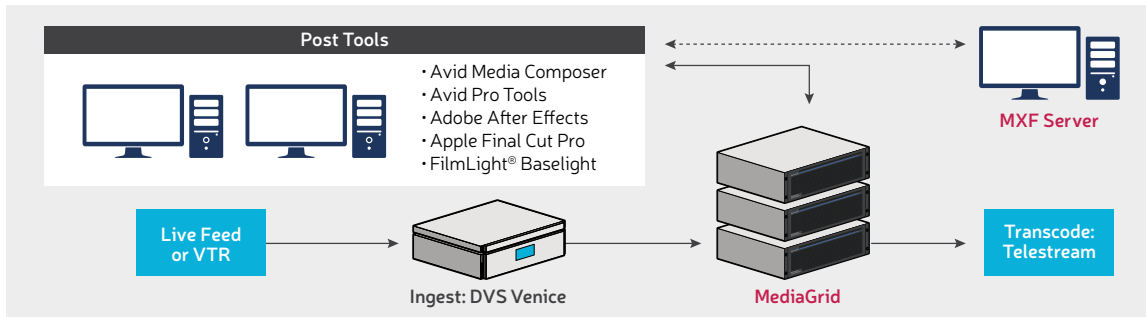 Post Tools
• Avid Media Composer
• Avid Pro Tools
• Adobe After Effects
• Apple Final Cut Pro
• FilmLight® Baselight
MXF Server
Live Feed
or VTR
Ingest: DVS Venice
MediaGrid
Transcode:
Telestream